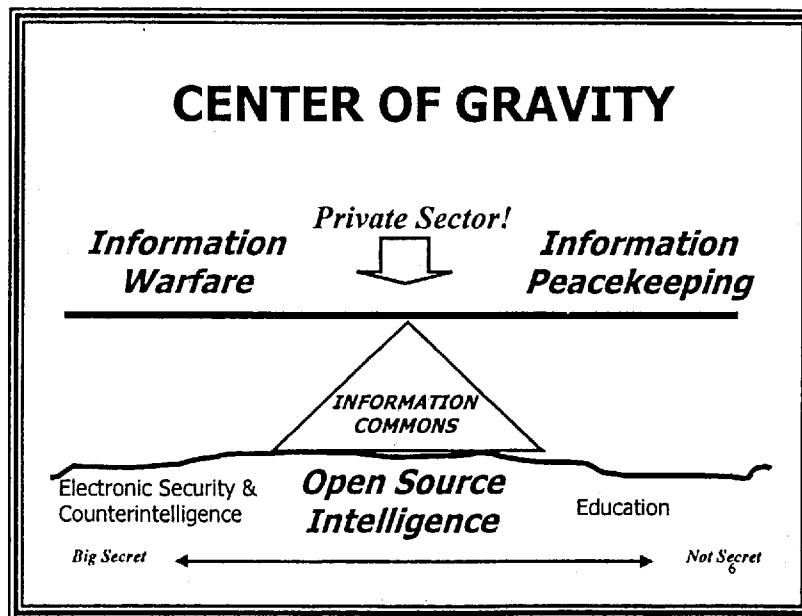 CENTER OF GRAVITY
Private Sector!
Information
Warfare
Information
Peacekeeping
INFORMATION
COMMONS
Electronic Security &
Counterintelligence
Open Source
Intelligence
Education
Big Secret
Not Secret
6